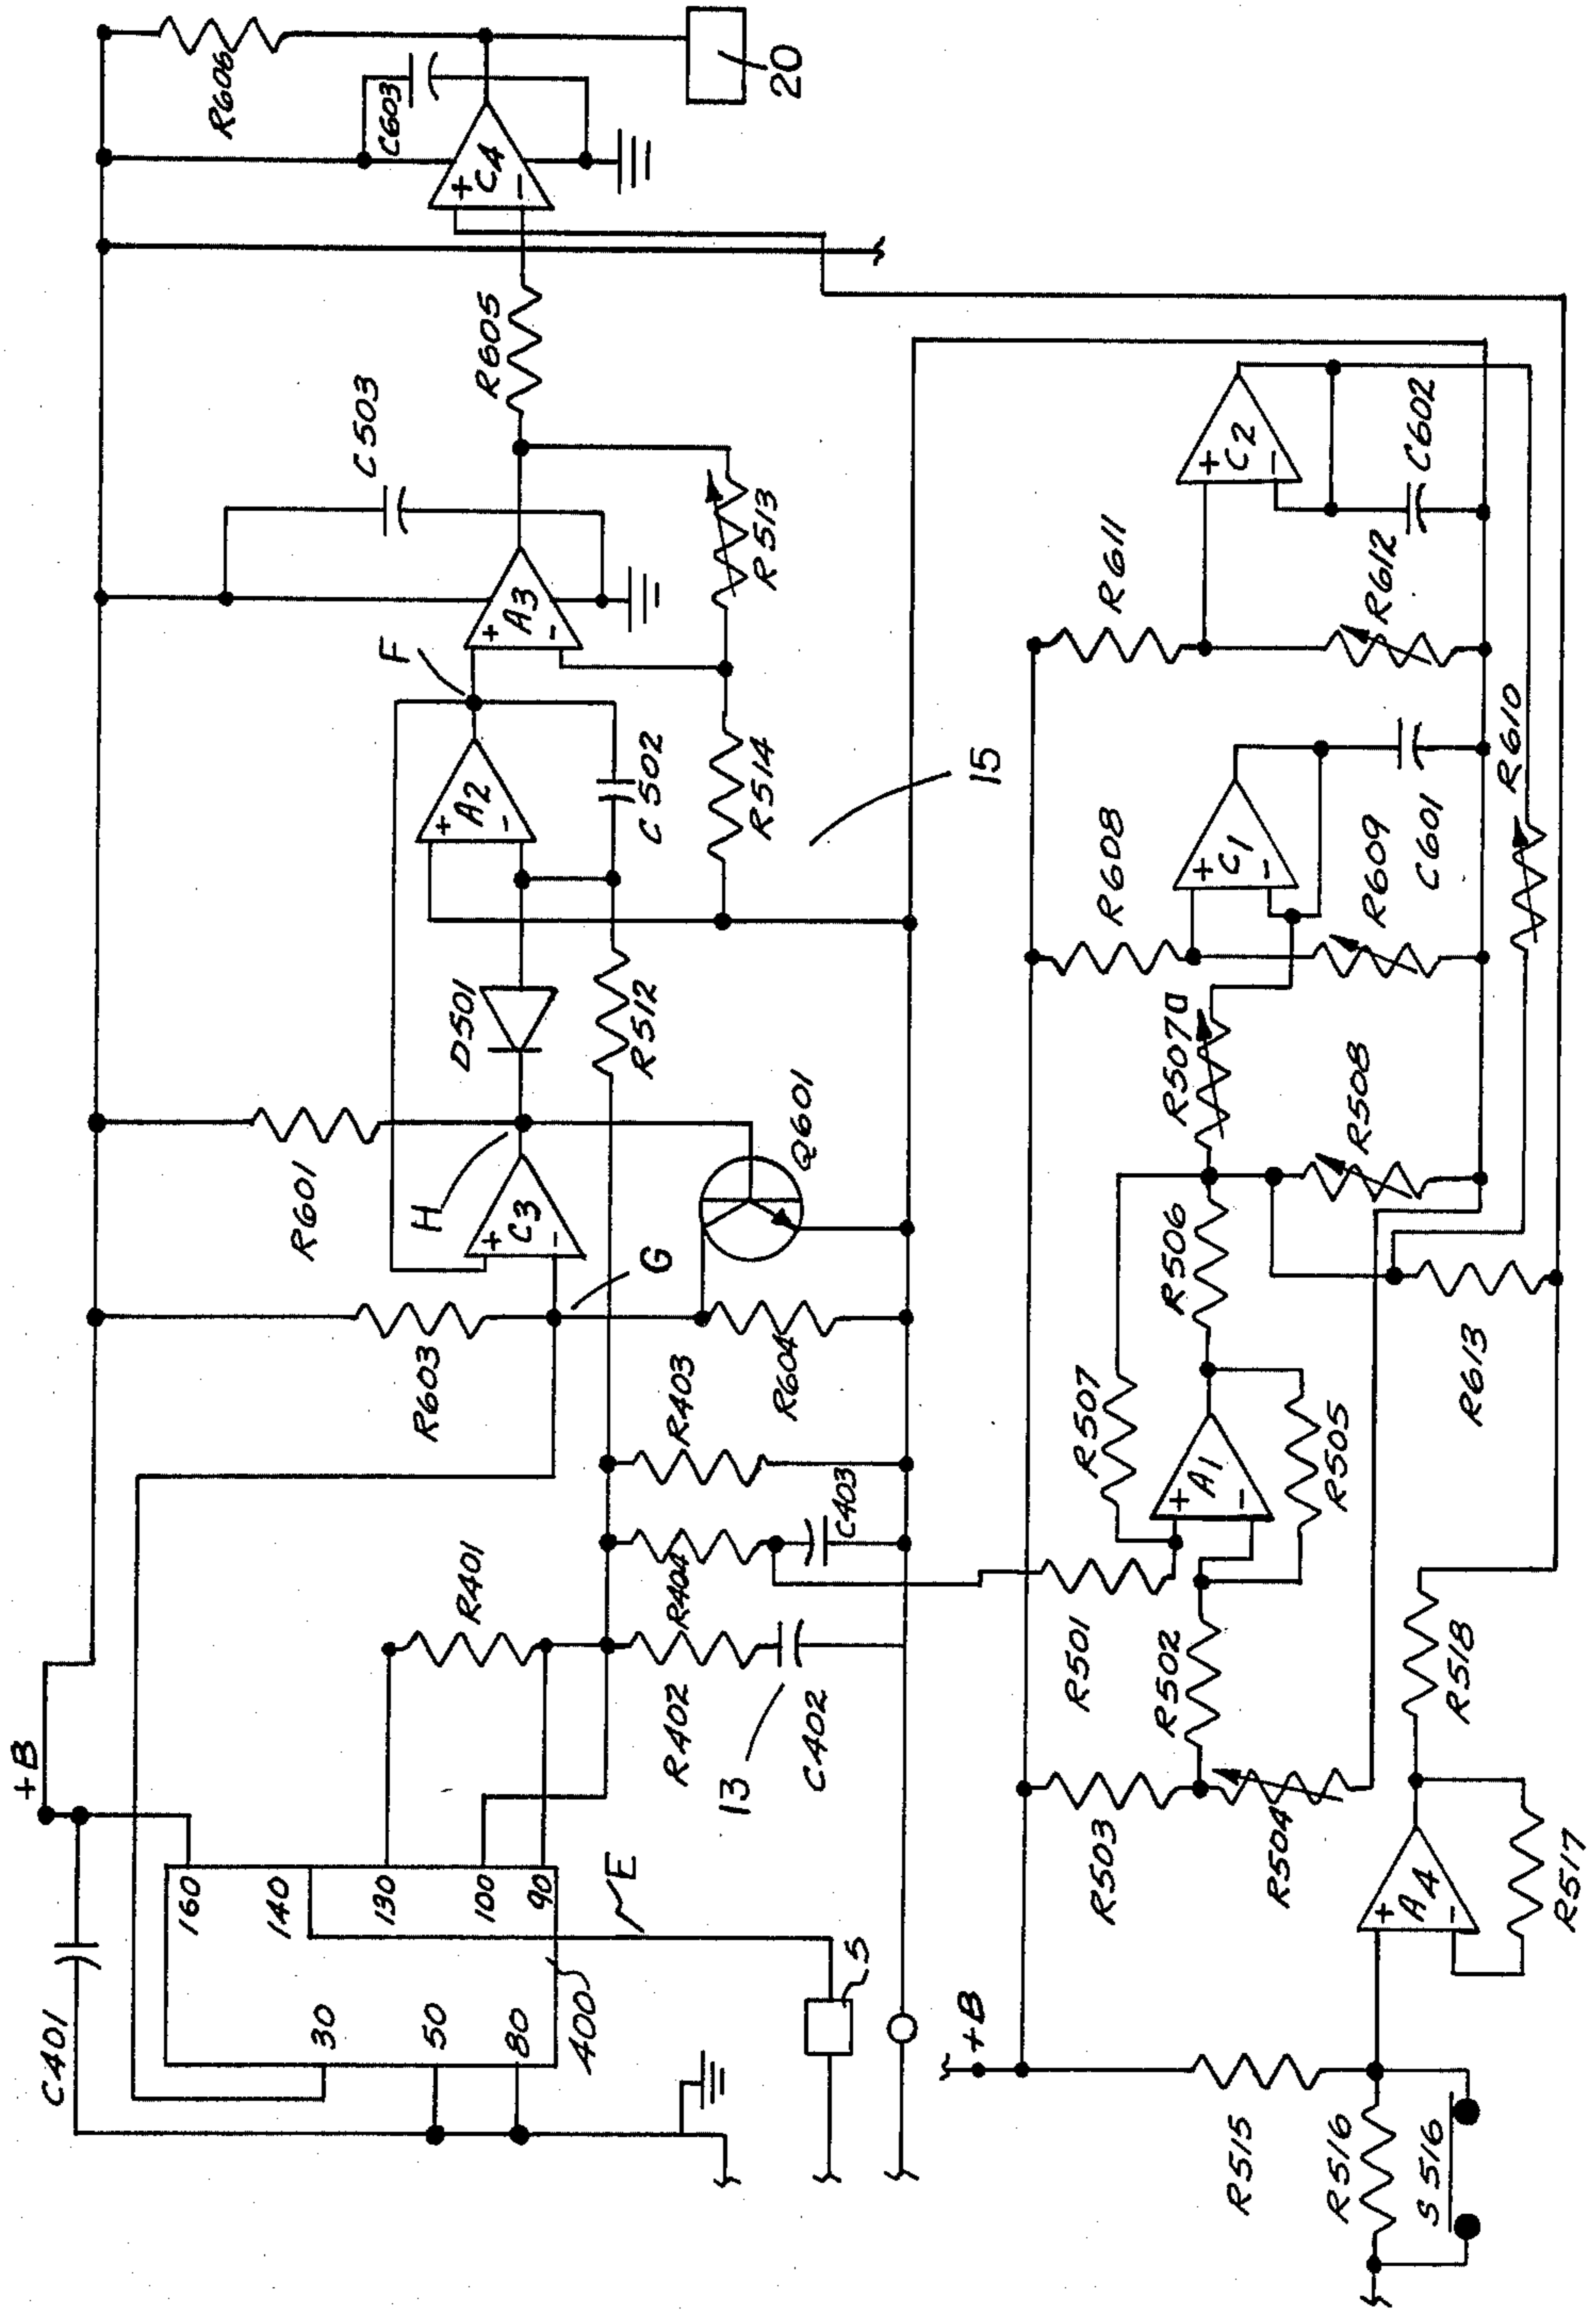 +B
C401
160
140
130
100
90
30
50
80
400
E
5
R401
R402
13
C402
R404
C403
R403
R604
R603
G
H
C3
+
-
R601
Q601
D501
R512
F
A2
+
-
C502
R514
15
A3
+
-
C503
R513
R605
C4
+
-
C603
R606
20
+B
R515
R516
S516
A4
+
-
R517
R518
R503
R504
R502
R501
A1
+
-
R507
R505
R506
R613
R507a
R508
R608
C1
+
-
R609
C601
R610
R611
C2
+
-
R612
C602